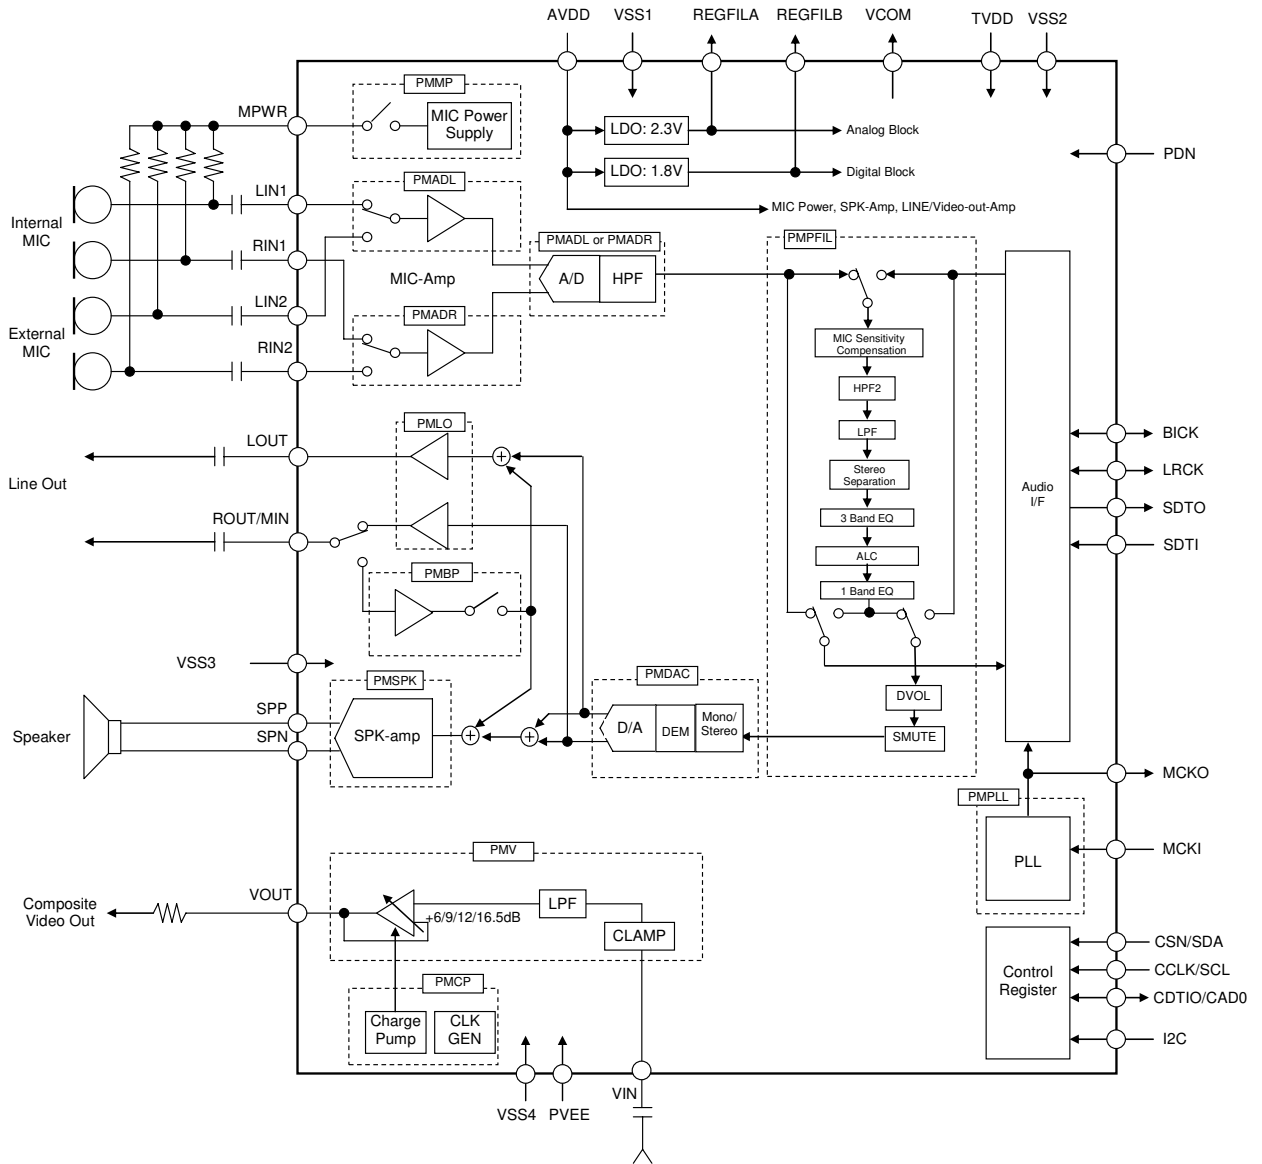 AVDD VSS1 REGFILA REGFILB VCOM TVDD VSS2
PMMP
MPWR
MIC Power
Supply
LDO: 2.3V
Analog Block
PDN
LDO: 1.8V
Digital Block
PMADL
LIN1
MIC Power, SPK-Amp, LINE/Video-out-Amp
Internal
MIC
RIN1
PMADL or PMADR
PMPFIL
MIC-Amp
A/D
HPF
LIN2
PMADR
External
MIC
RIN2
MIC Sensitivity
Compensation
HPF2
LPF
Stereo
Separation
3 Band EQ
ALC
1 Band EQ
Audio
I/F
BICK
LRCK
SDTO
SDTI
PMLO
LOUT
Line Out
ROUT/MIN
PMBP
VSS3
PMSPK
PMDAC
SPP
SPN
Speaker
SPK-amp
D/A
DEM
Mono/
Stereo
DVOL
SMUTE
MCKO
PMPLL
PLL
MCKI
PMV
VOUT
Composite
Video Out
+6/9/12/16.5dB
LPF
CLAMP
PMCP
Charge
Pump
CLK
GEN
Control
Register
CSN/SDA
CCLK/SCL
CDTIO/CAD0
I2C
VSS4 PVEE
VIN